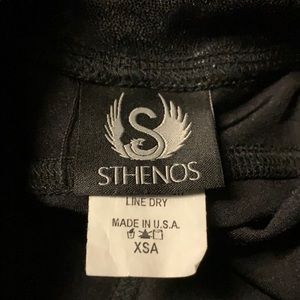 S
STHENOS
LINE DRY
MADE IN U.S.A.
XSA